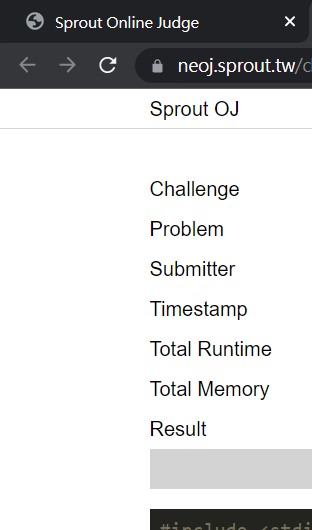 Sprout Online Judge
neoj.sprout.tw/cl
Sprout OJ
Challenge
Problem
Submitter
Timestamp
Total Runtime
Total Memory
Result
#include <stdi